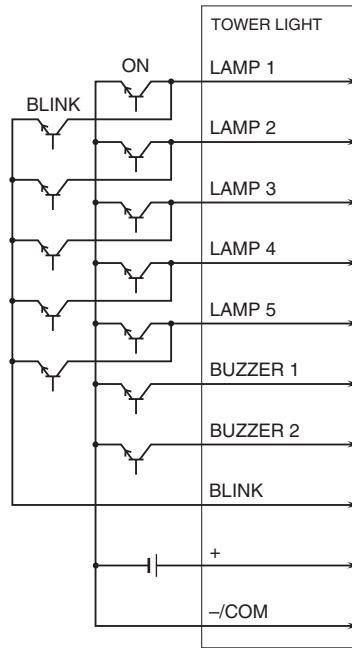 TOWER LIGHT
ON
LAMP 1
BLINK
LAMP 2
LAMP 3
LAMP 4
LAMP 5
BUZZER 1
BUZZER 2
BLINK
+
–/COM